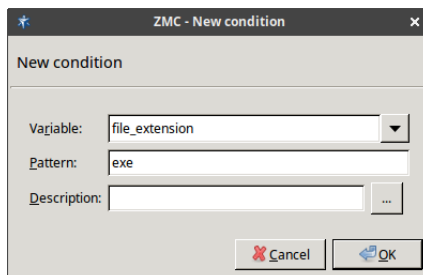 ZMC - New condition
New condition
Variable: file_extension
Pattern: exe
Description: ...
Cancel OK